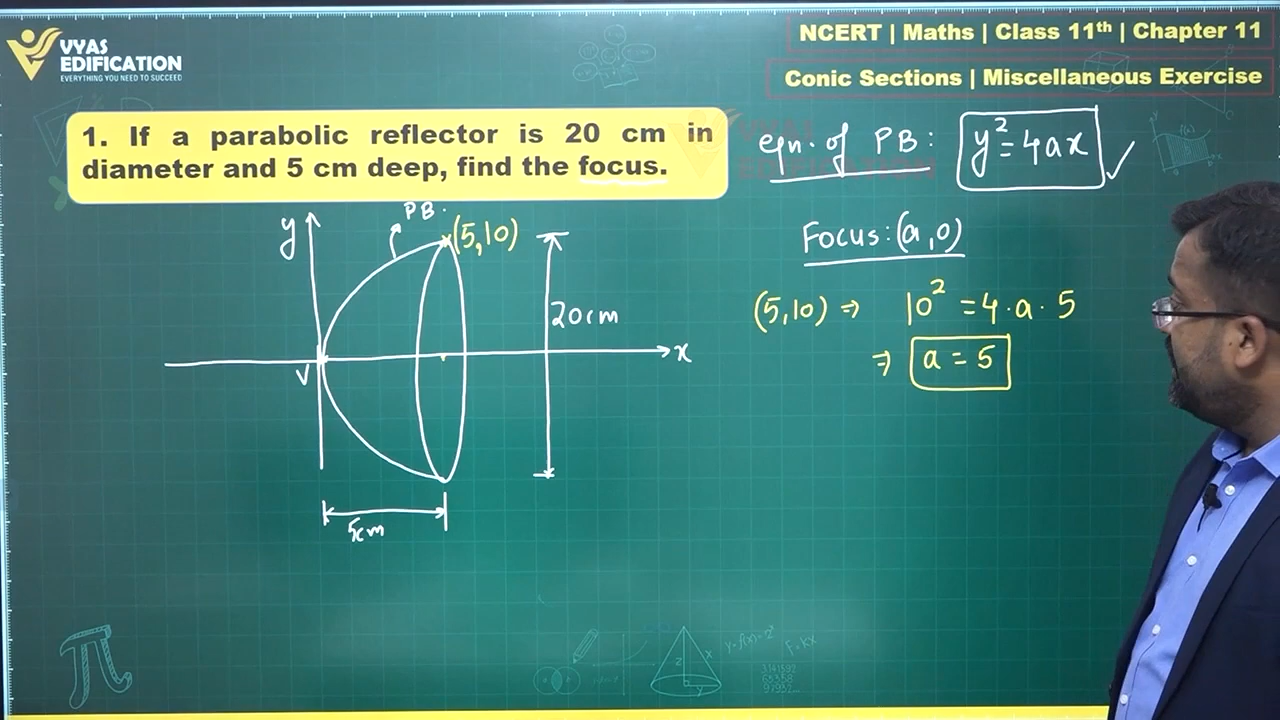 VYAS
EDIFICATION
EVERYTHING YOU NEED TO SUCCEED
NCERT | Maths | Class 11th | Chapter 11
Conic Sections | Miscellaneous Exercise
1. If a parabolic reflector is 20 cm in
diameter and 5 cm deep, find the focus.
eqn. of PB: y² = 4ax
Focus: (a,0)
(5,10) ⇒ 10² = 4·a·5
⇒ a = 5
PB.
y
(5,10)
20cm
x
V
5cm